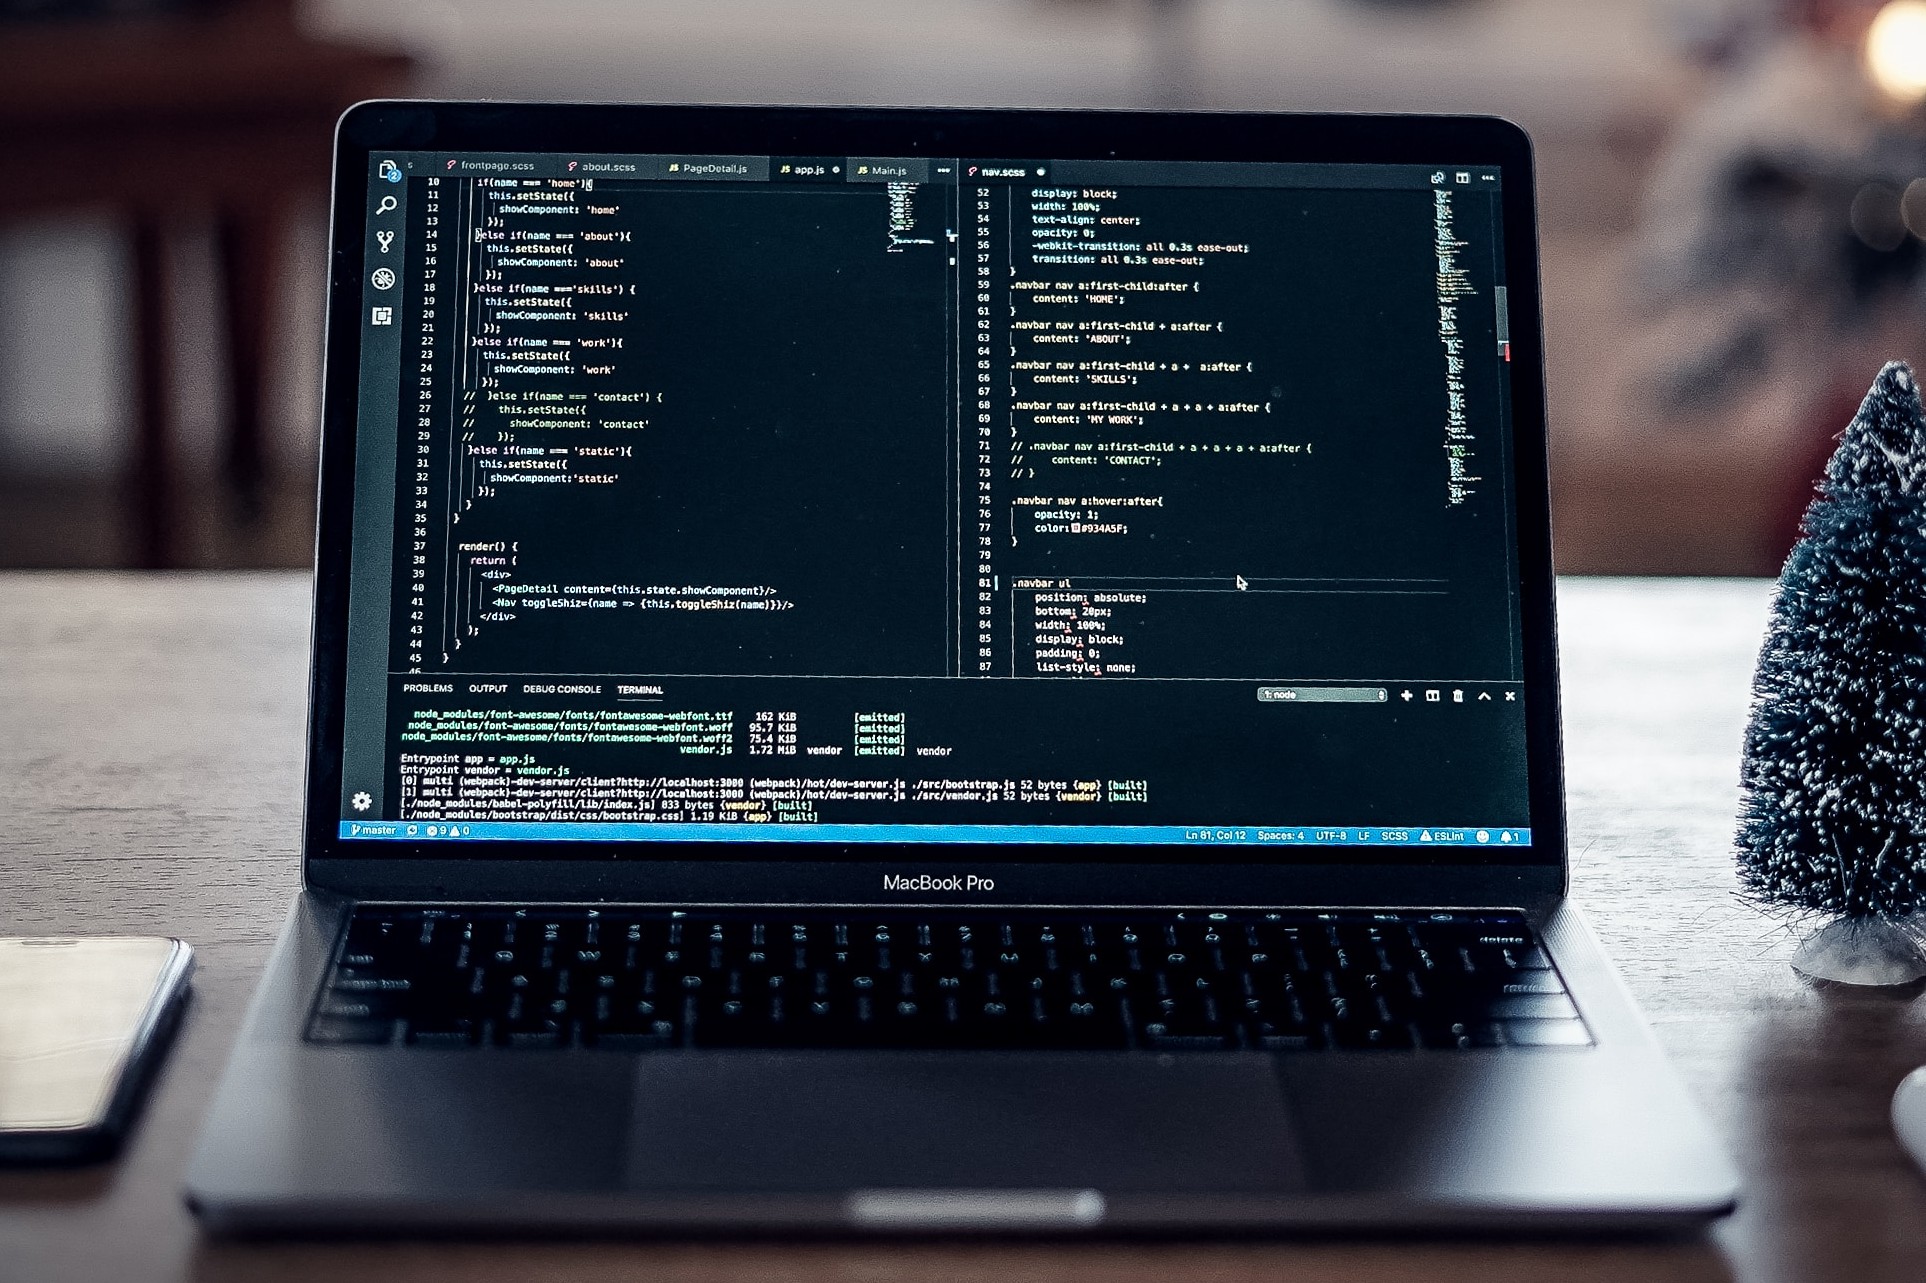 frontpage.scss about.scss PageDetail.js app.js Main.js
10 if(name === 'home'){
11 this.setState({
12 showComponent: 'home'
13 });
14 }else if(name === 'about'){
15 this.setState({
16 showComponent: 'about'
17 });
18 }else if(name ==='skills') {
19 this.setState({
20 showComponent: 'skills'
21 });
22 }else if(name === 'work'){
23 this.setState({
24 showComponent: 'work'
25 });
26 // }else if(name === 'contact') {
27 // this.setState({
28 // showComponent: 'contact'
29 // });
30 }else if(name === 'static'){
31 this.setState({
32 showComponent:'static'
33 });
34 }
35 }
36
37 render() {
38 return (
39 <div>
40 <PageDetail content={this.state.showComponent}/>
41 <Nav toggleShiz={name => {this.toggleShiz(name)}}/>
42 </div>
43 );
44 }
45 }
46
nav.scss
52 display: block;
53 width: 100%;
54 text-align: center;
55 opacity: 0;
56 -webkit-transition: all 0.3s ease-out;
57 transition: all 0.3s ease-out;
58 }
59 .navbar nav a:first-child:after {
60 content: 'HOME';
61 }
62 .navbar nav a:first-child + a:after {
63 content: 'ABOUT';
64 }
65 .navbar nav a:first-child + a + a:after {
66 content: 'SKILLS';
67 }
68 .navbar nav a:first-child + a + a + a:after {
69 content: 'MY WORK';
70 }
71 // .navbar nav a:first-child + a + a + a + a:after {
72 // content: 'CONTACT';
73 // }
74
75 .navbar nav a:hover:after{
76 opacity: 1;
77 color: #934A5F;
78 }
79
80
81 .navbar ul
82 position: absolute;
83 bottom: 20px;
84 width: 100%;
85 display: block;
86 padding: 0;
87 list-style: none;
PROBLEMS OUTPUT DEBUG CONSOLE TERMINAL 1: node
node_modules/font-awesome/fonts/fontawesome-webfont.ttf 162 KiB [emitted]
node_modules/font-awesome/fonts/fontawesome-webfont.woff 95.7 KiB [emitted]
node_modules/font-awesome/fonts/fontawesome-webfont.woff2 75.4 KiB [emitted]
vendor.js 1.72 MiB vendor [emitted] vendor
Entrypoint app = app.js
Entrypoint vendor = vendor.js
[0] multi (webpack)-dev-server/client?http://localhost:3000 (webpack)/hot/dev-server.js ./src/bootstrap.js 52 bytes {app} [built]
[1] multi (webpack)-dev-server/client?http://localhost:3000 (webpack)/hot/dev-server.js ./src/vendor.js 52 bytes {vendor} [built]
[./node_modules/babel-polyfill/lib/index.js] 833 bytes {vendor} [built]
[./node_modules/bootstrap/dist/css/bootstrap.css] 1.19 KiB {app} [built]
master 9 0 Ln 81, Col 12 Spaces: 4 UTF-8 LF SCSS ESLint 1
MacBook Pro
delete